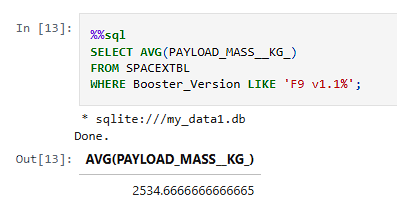 In [13]:
%%sql
SELECT AVG(PAYLOAD_MASS__KG_)
FROM SPACEXTBL
WHERE Booster_Version LIKE 'F9 v1.1%';
* sqlite:///my_data1.db
Done.
Out[13]:
AVG(PAYLOAD_MASS__KG_)
2534.6666666666665